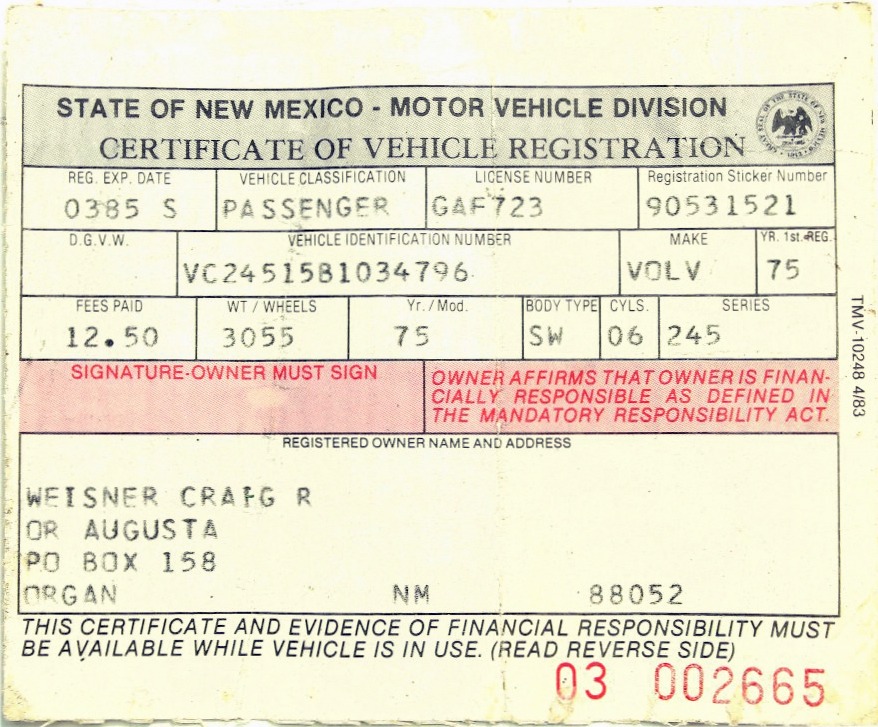 STATE OF NEW MEXICO - MOTOR VEHICLE DIVISION
CERTIFICATE OF VEHICLE REGISTRATION
REG. EXP. DATE VEHICLE CLASSIFICATION LICENSE NUMBER Registration Sticker Number
0385 S PASSENGER GAF723 90531521
D.G.V.W. VEHICLE IDENTIFICATION NUMBER MAKE YR. 1st. REG.
VC24515B1034796 VOLV 75
FEES PAID WT / WHEELS Yr. / Mod. BODY TYPE CYLS. SERIES
12.50 3055 75 SW 06 245
SIGNATURE-OWNER MUST SIGN
OWNER AFFIRMS THAT OWNER IS FINAN-
CIALLY RESPONSIBLE AS DEFINED IN
THE MANDATORY RESPONSIBILITY ACT.
REGISTERED OWNER NAME AND ADDRESS
WEISNER CRAIG R
OR AUGUSTA
PO BOX 158
ORGAN NM 88052
THIS CERTIFICATE AND EVIDENCE OF FINANCIAL RESPONSIBILITY MUST
BE AVAILABLE WHILE VEHICLE IS IN USE. (READ REVERSE SIDE)
03 002665
TMV-10248 4/83